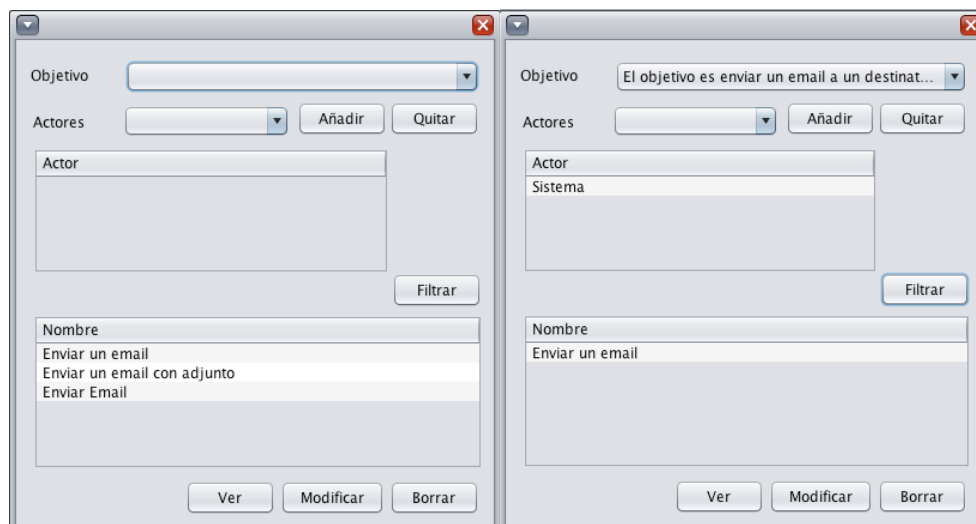 Objetivo
Actores
Añadir
Quitar
Actor
Filtrar
Nombre
Enviar un email
Enviar un email con adjunto
Enviar Email
Ver
Modificar
Borrar
Objetivo
El objetivo es enviar un email a un destinat...
Actores
Añadir
Quitar
Actor
Sistema
Filtrar
Nombre
Enviar un email
Ver
Modificar
Borrar